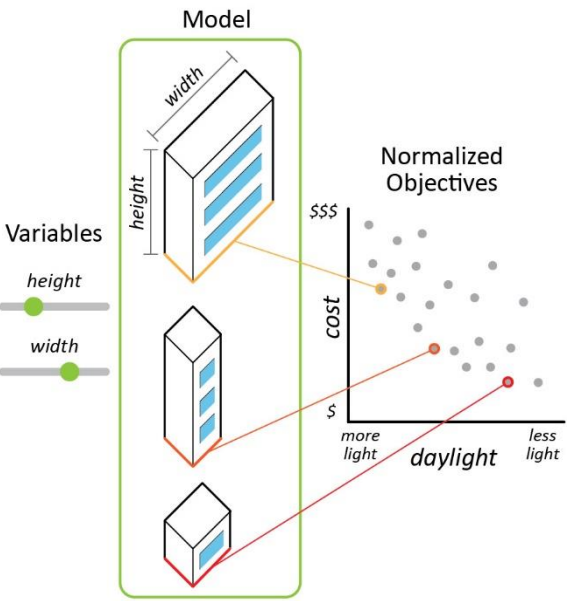 Model
width
height
Variables
height
width
Normalized
Objectives
$$$
cost
$
more
light
daylight
less
light